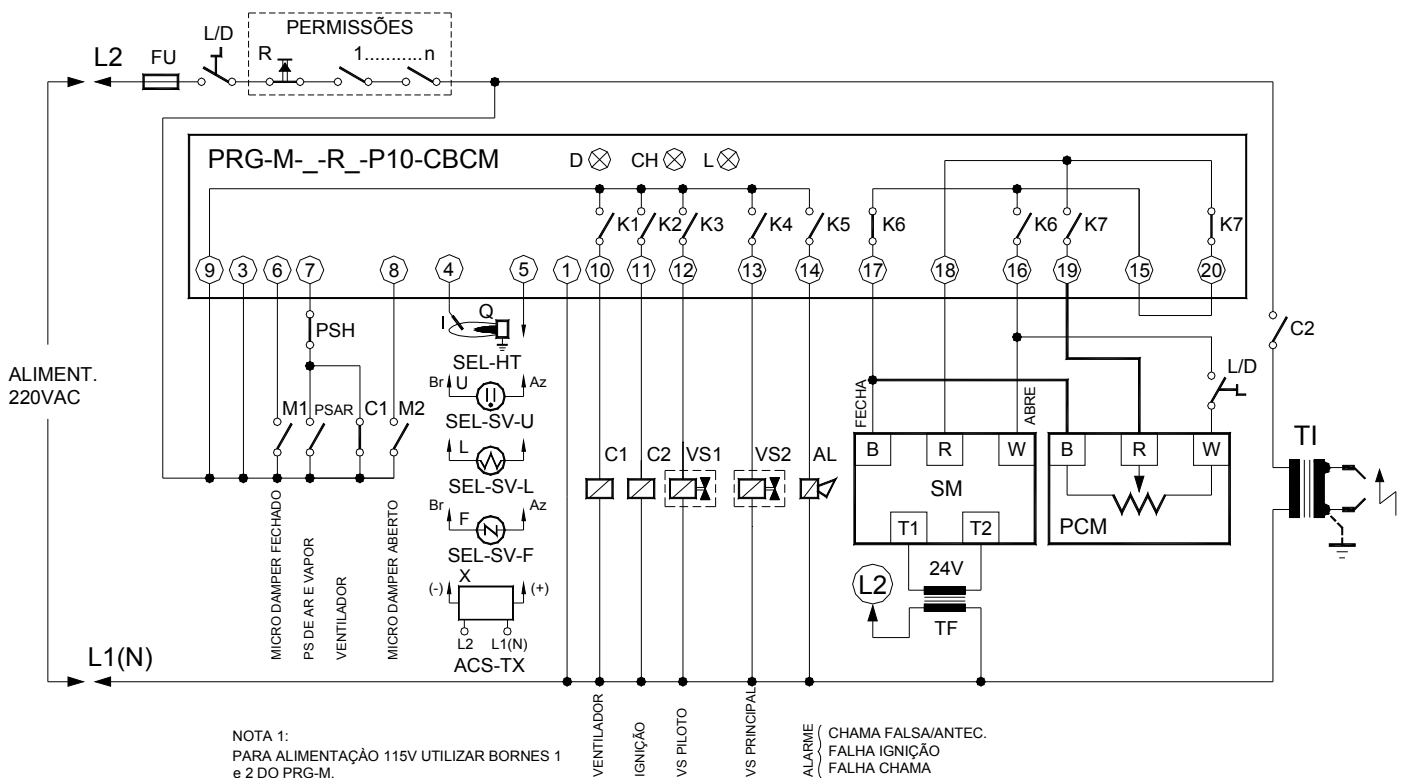 PERMISSÕES
L/D
L2
FU
R
1...........n
PRG-M-_-R_-P10-CBCM
D
CH
L
K1
K2
K3
K4
K5
K6
K6
K7
K7
9
3
6
7
8
4
5
1
10
11
12
13
14
17
18
16
19
15
20
PSH
I
Q
SEL-HT
C2
ALIMENT.
220VAC
Br
U
Az
SEL-SV-U
L/D
M1
PSAR
C1
M2
FECHA
ABRE
L
SEL-SV-L
C1
C2
VS1
VS2
AL
B
R
W
SM
T1
T2
B
R
W
PCM
TI
Br
F
Az
SEL-SV-F
X
(-)
(+)
L2
L1(N)
ACS-TX
24V
L2
TF
MICRO DAMPER FECHADO
PS DE AR E VAPOR
VENTILADOR
MICRO DAMPER ABERTO
L1(N)
VENTILADOR
IGNIÇÃO
VS PILOTO
VS PRINCIPAL
ALARME
CHAMA FALSA/ANTEC.
FALHA IGNIÇÃO
FALHA CHAMA
NOTA 1:
PARA ALIMENTAÇÀO 115V UTILIZAR BORNES 1
e 2 DO PRG-M.